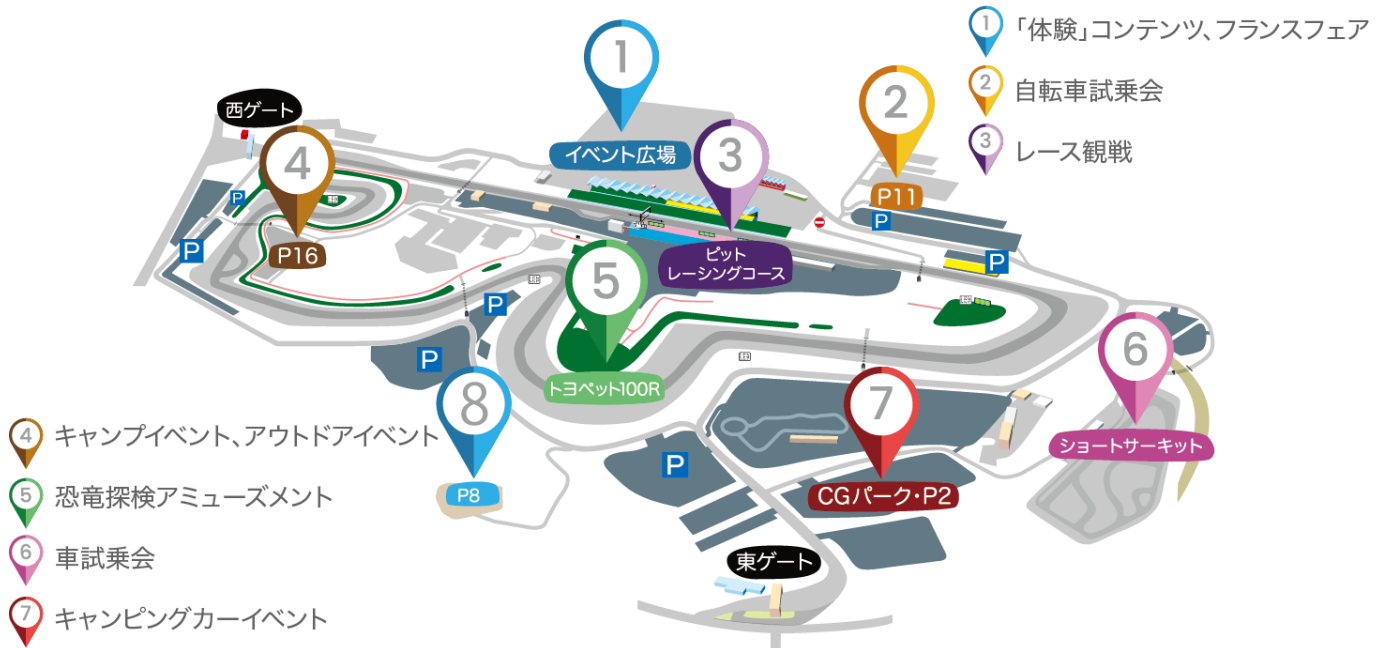 1
「体験」コンテンツ、フランスフェア
2
自転車試乗会
3
レース観戦
1
イベント広場
2
P11
P
3
ピット
レーシングコース
西ゲート
4
P16
P
P
5
トヨペット100R
P
P
P
6
ショートサーキット
7
CGパーク・P2
8
P8
P
東ゲート
4
キャンプイベント、アウトドアイベント
5
恐竜探検アミューズメント
6
車試乗会
7
キャンピングカーイベント